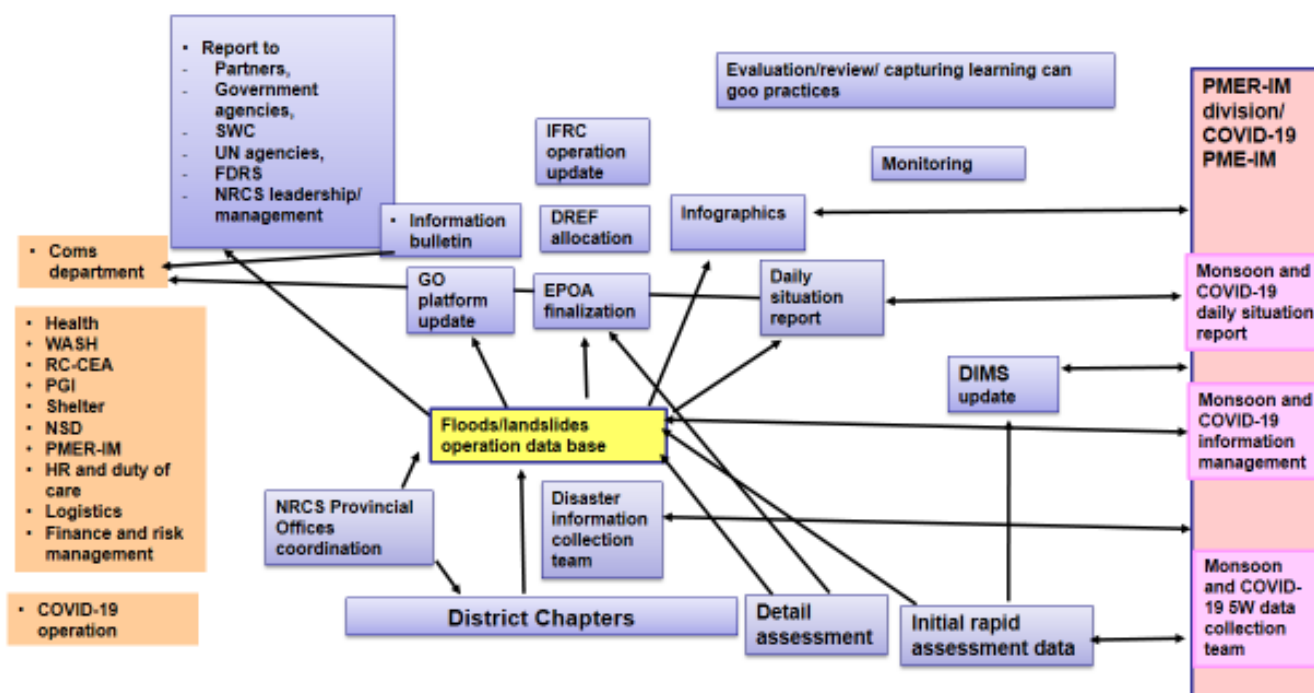 • Report to
- Partners,
- Government
agencies,
- SWC
- UN agencies,
- FDRS
- NRCS leadership/
management
Evaluation/review/ capturing learning can
goo practices
IFRC
operation
update
Monitoring
• Information
bulletin
DREF
allocation
Infographics
• Coms
department
GO
platform
update
EPOA
finalization
Daily
situation
report
• Health
• WASH
• RC-CEA
• PGI
• Shelter
• NSD
• PMER-IM
• HR and duty of
care
• Logistics
• Finance and risk
management
• COVID-19
operation
DIMS
update
Floods/landslides
operation data base
NRCS Provincial
Offices
coordination
Disaster
information
collection
team
District Chapters
Detail
assessment
Initial rapid
assessment data
PMER-IM
division/
COVID-19
PME-IM
Monsoon and
COVID-19
daily situation
report
Monsoon and
COVID-19
information
management
Monsoon
and COVID-
19 5W data
collection
team